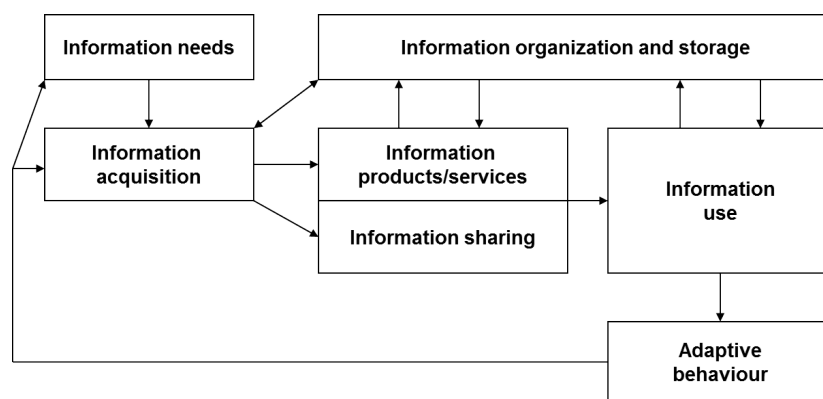 Information needs
Information organization and storage
Information
acquisition
Information
products/services
Information sharing
Information
use
Adaptive
behaviour